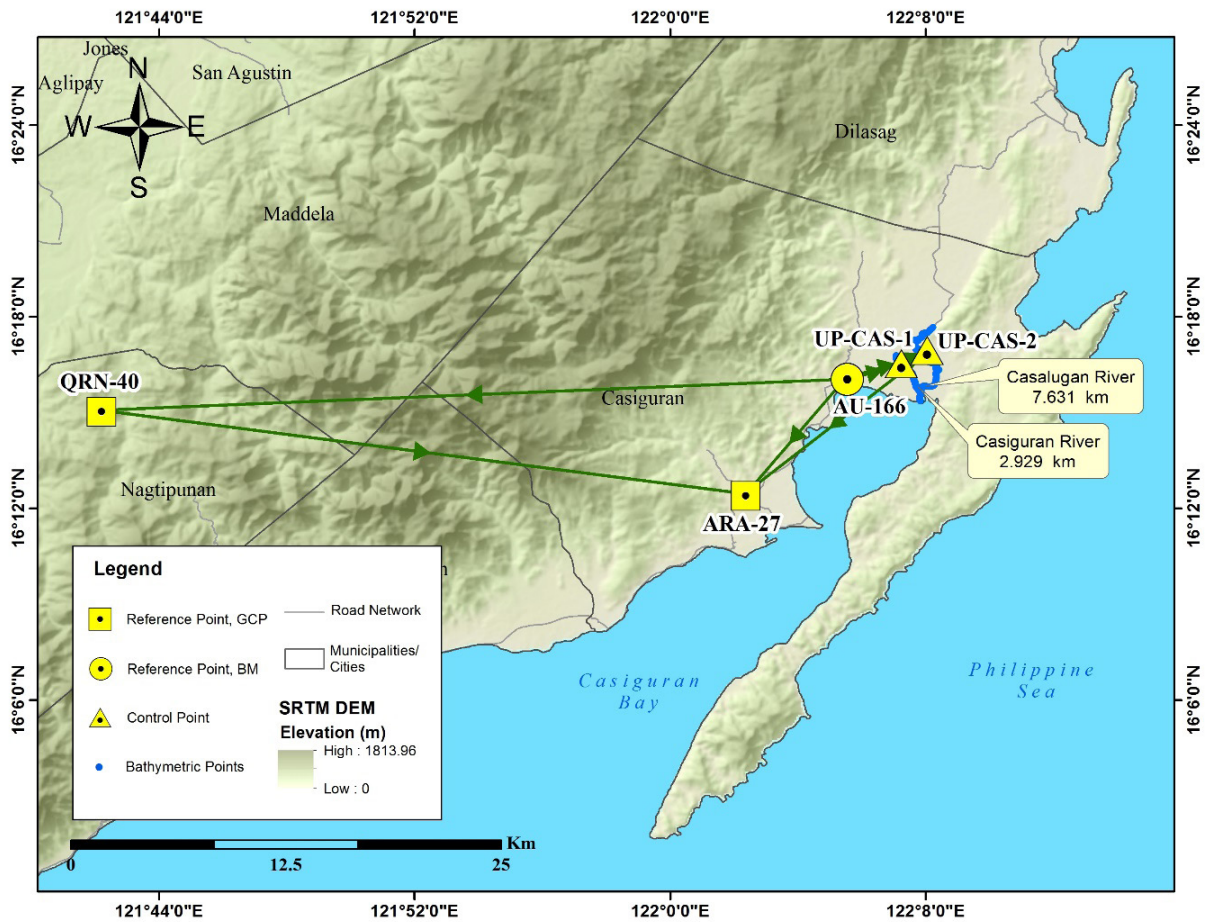 121°44'0"E 121°52'0"E 122°0'0"E 122°8'0"E
Jones
San Agustin
Aglipay
N
W E
S
16°24'0"N 16°24'0"N
Dilasag
Maddela
16°18'0"N 16°18'0"N
UP-CAS-1
UP-CAS-2
QRN-40
Casiguran
AU-166
Casalugan River
7.631 km
Casiguran River
2.929 km
Nagtipunan
16°12'0"N 16°12'0"N
ARA-27
Legend
Reference Point, GCP
Reference Point, BM
Control Point
Bathymetric Points
Road Network
Municipalities/
Cities
SRTM DEM
Elevation (m)
High : 1813.96
Low : 0
Casiguran
Bay
Philippine
Sea
16°6'0"N 16°6'0"N
Km
0 12.5 25
121°44'0"E 121°52'0"E 122°0'0"E 122°8'0"E